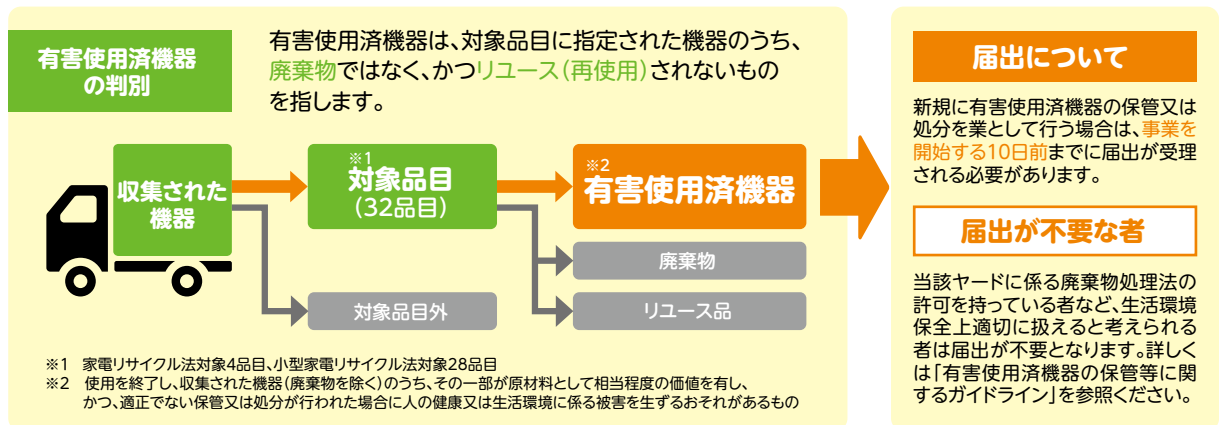 有害使用済機器
の判別
有害使用済機器は、対象品目に指定された機器のうち、
廃棄物ではなく、かつリユース（再使用）されないもの
を指します。
収集された
機器
※1
対象品目
（32品目）
※2
有害使用済機器
廃棄物
対象品目外
リユース品
※1 家電リサイクル法対象4品目、小型家電リサイクル法対象28品目
※2 使用を終了し、収集された機器（廃棄物を除く）のうち、その一部が原材料として相当程度の価値を有し、
かつ、適正でない保管又は処分が行われた場合に人の健康又は生活環境に係る被害を生ずるおそれがあるもの
届出について
新規に有害使用済機器の保管又は
処分を業として行う場合は、事業を
開始する10日前までに届出が受理
される必要があります。
届出が不要な者
当該ヤードに係る廃棄物処理法の
許可を持っている者など、生活環境
保全上適切に扱えると考えられる
者は届出が不要となります。詳しく
は「有害使用済機器の保管等に関
するガイドライン」を参照ください。